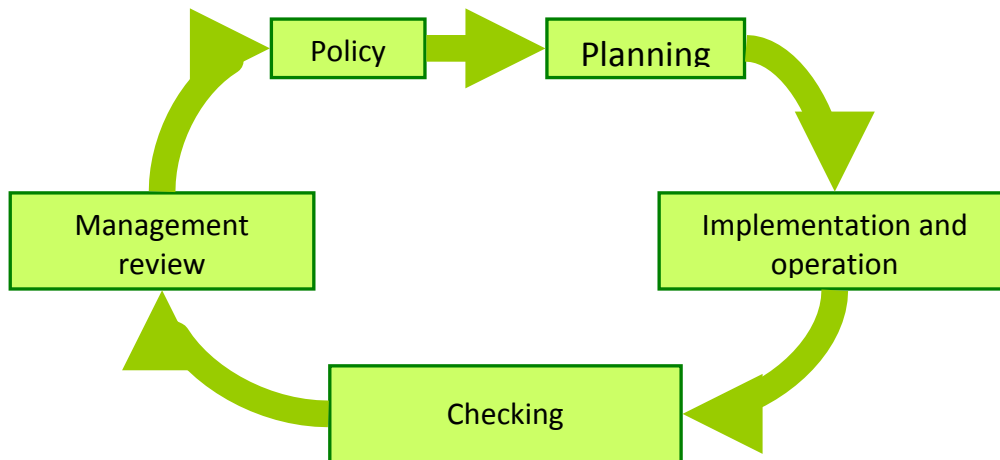 Policy
Planning
Management
review
Implementation and
operation
Checking